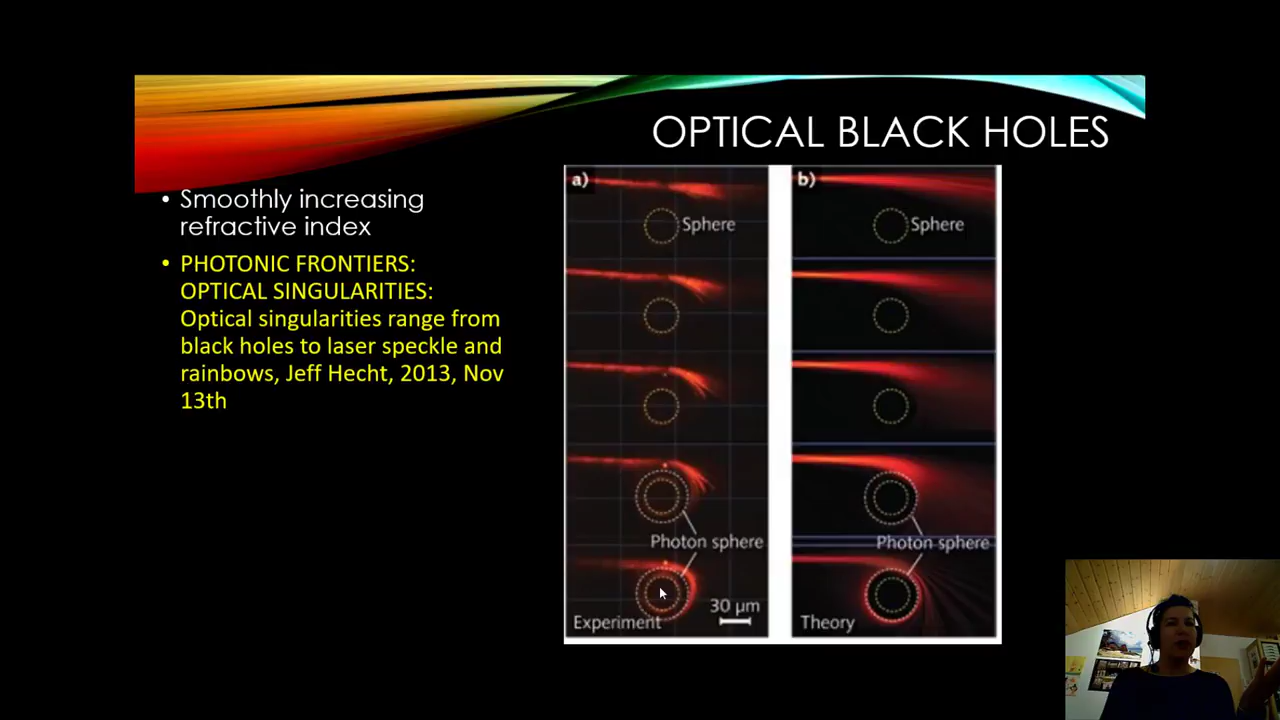 OPTICAL BLACK HOLES
• Smoothly increasing
refractive index
• PHOTONIC FRONTIERS:
OPTICAL SINGULARITIES:
Optical singularities range from
black holes to laser speckle and
rainbows, Jeff Hecht, 2013, Nov
13th
a)
Sphere
Photon sphere
30 µm
Experiment
b)
Sphere
Photon sphere
Theory